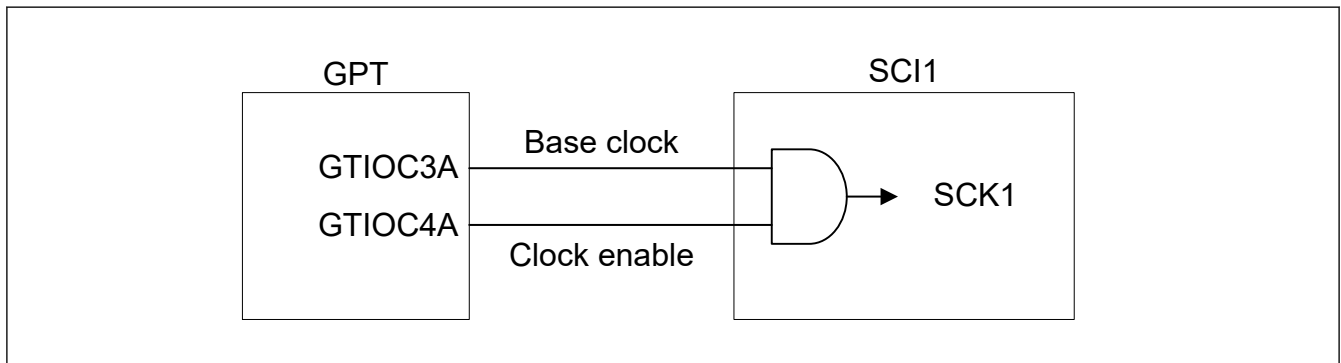 GPT
SCI1
GTIOC3A
Base clock
SCK1
GTIOC4A
Clock enable